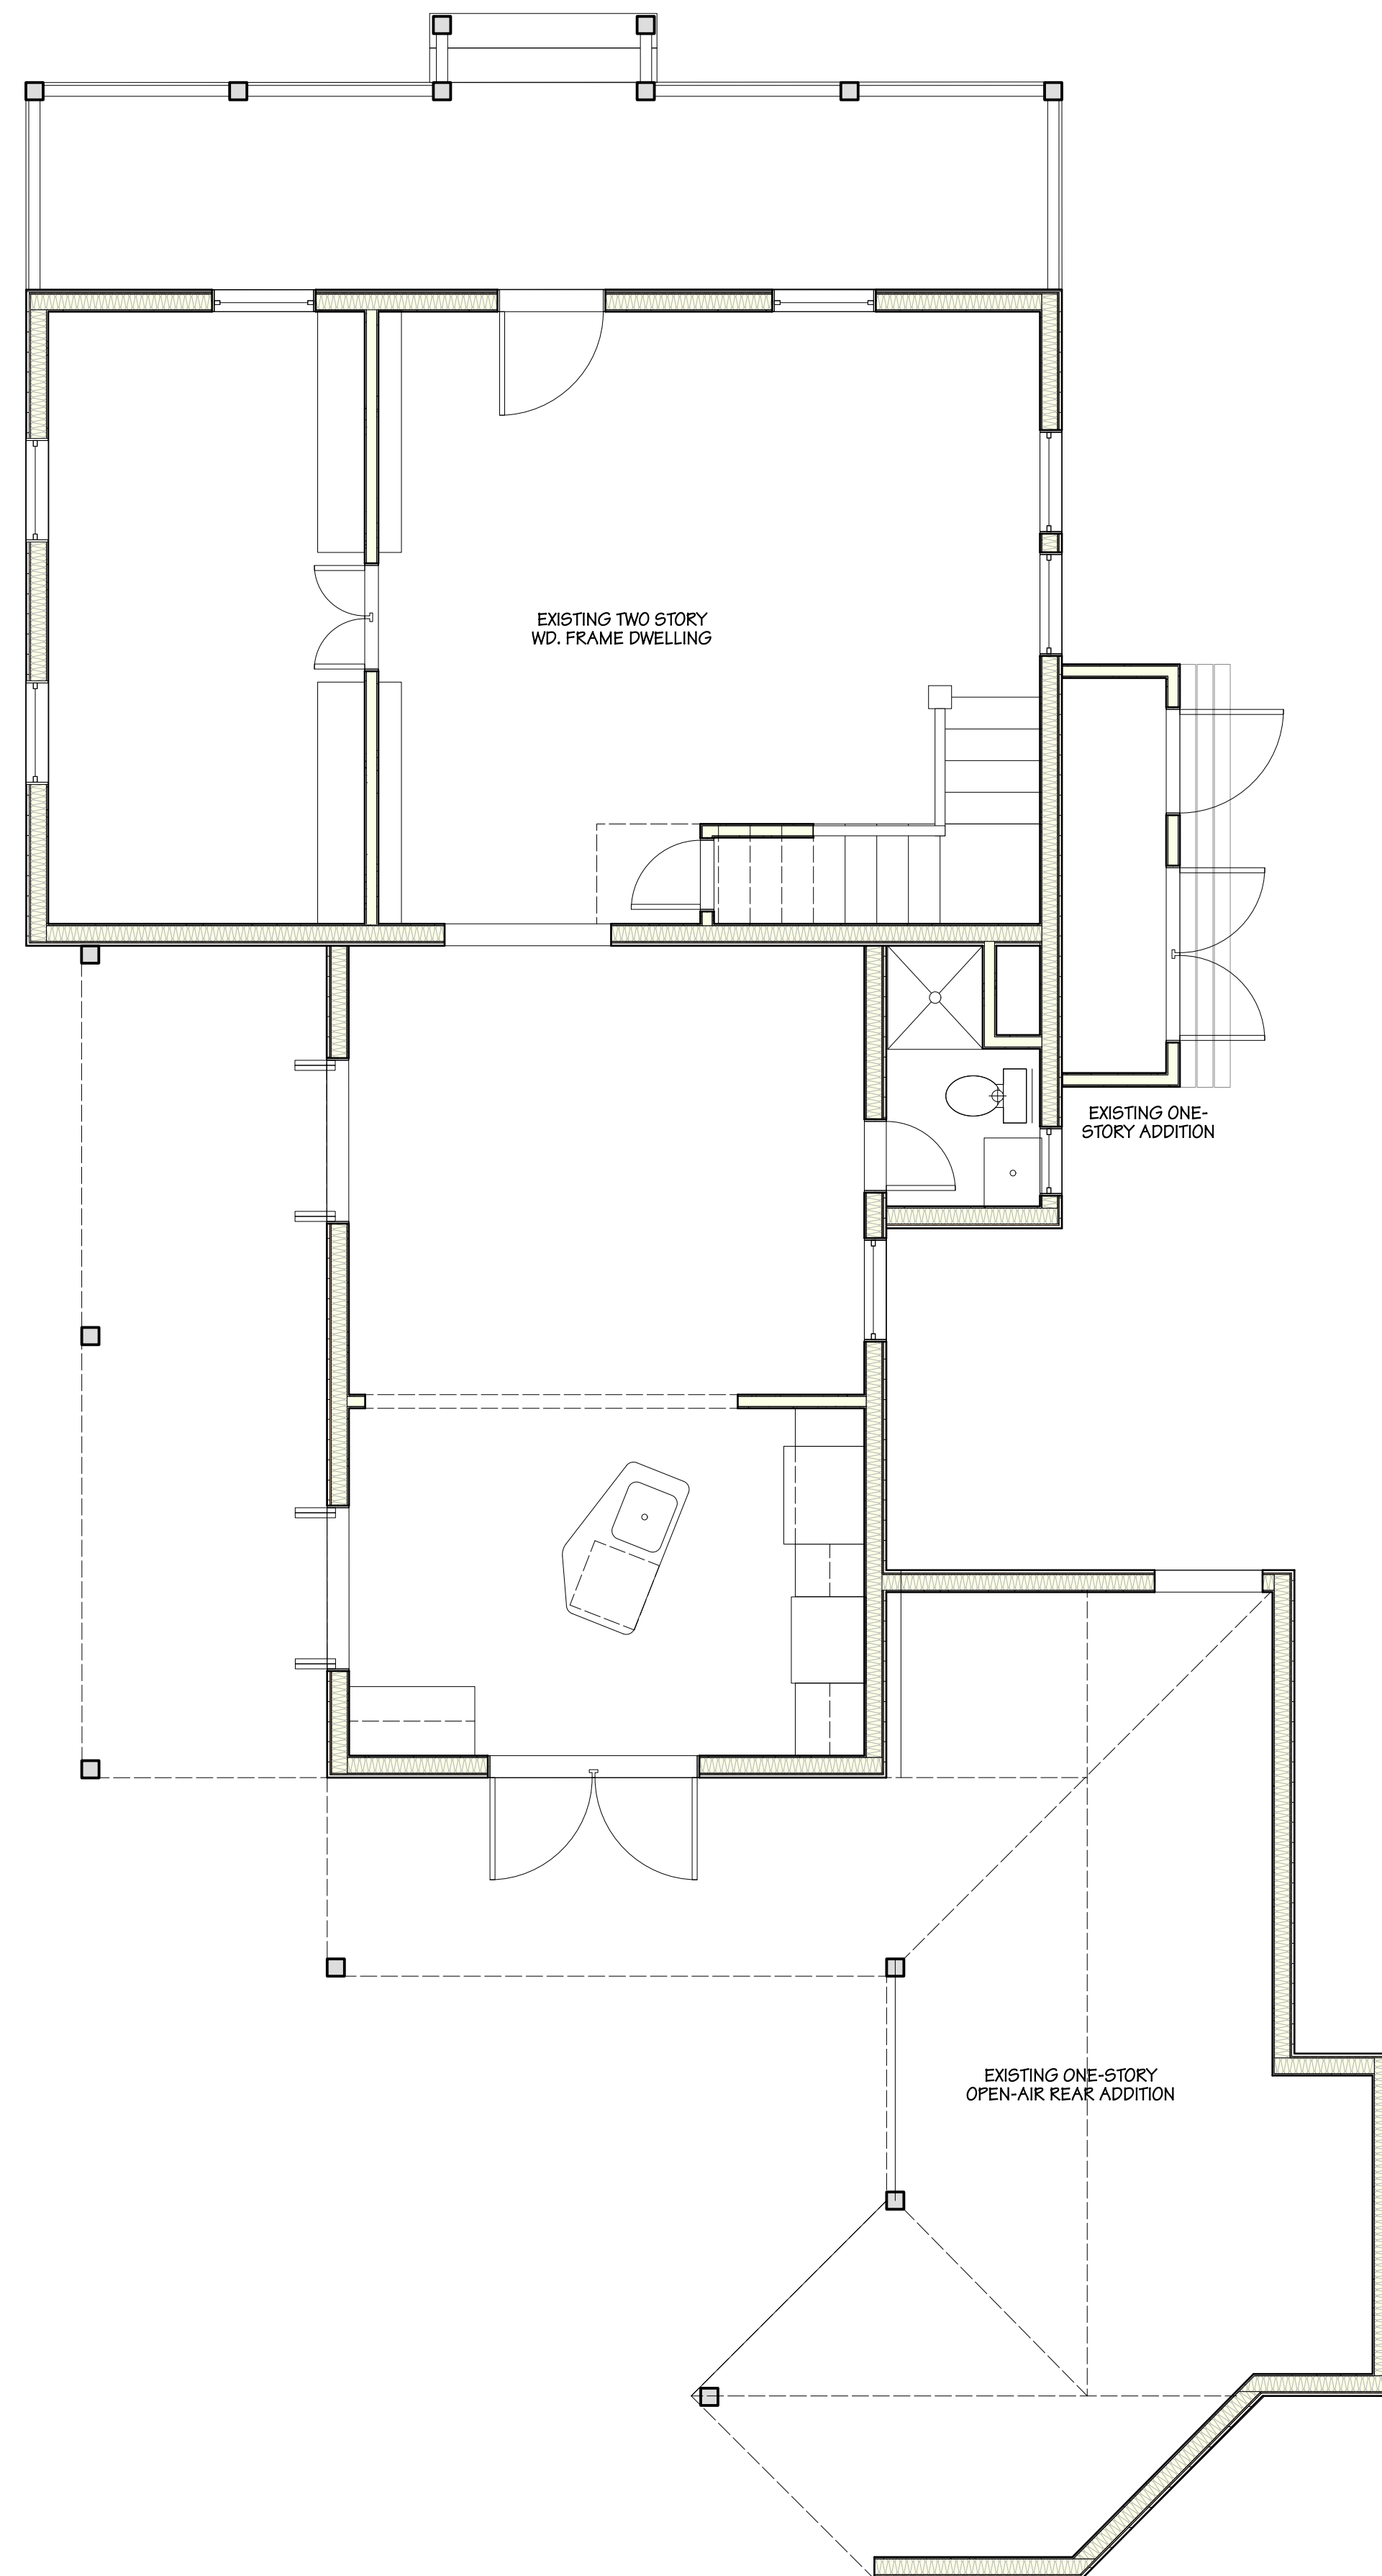 EXISTING TWO STORY
WD. FRAME DWELLING
EXISTING ONE-
STORY ADDITION
EXISTING ONE-STORY
OPEN-AIR REAR ADDITION